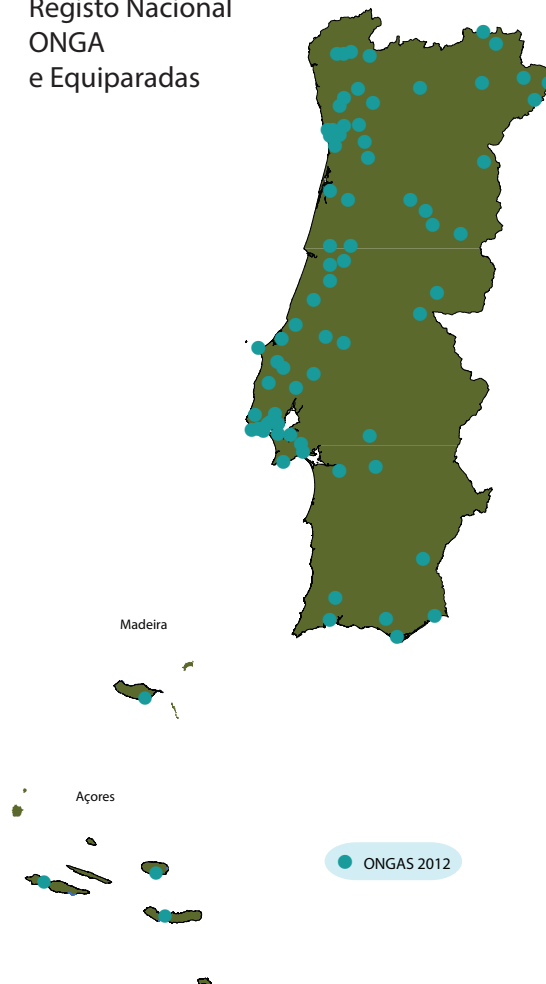 Registo Nacional
ONGA
e Equiparadas
Madeira
Açores
ONGAS 2012